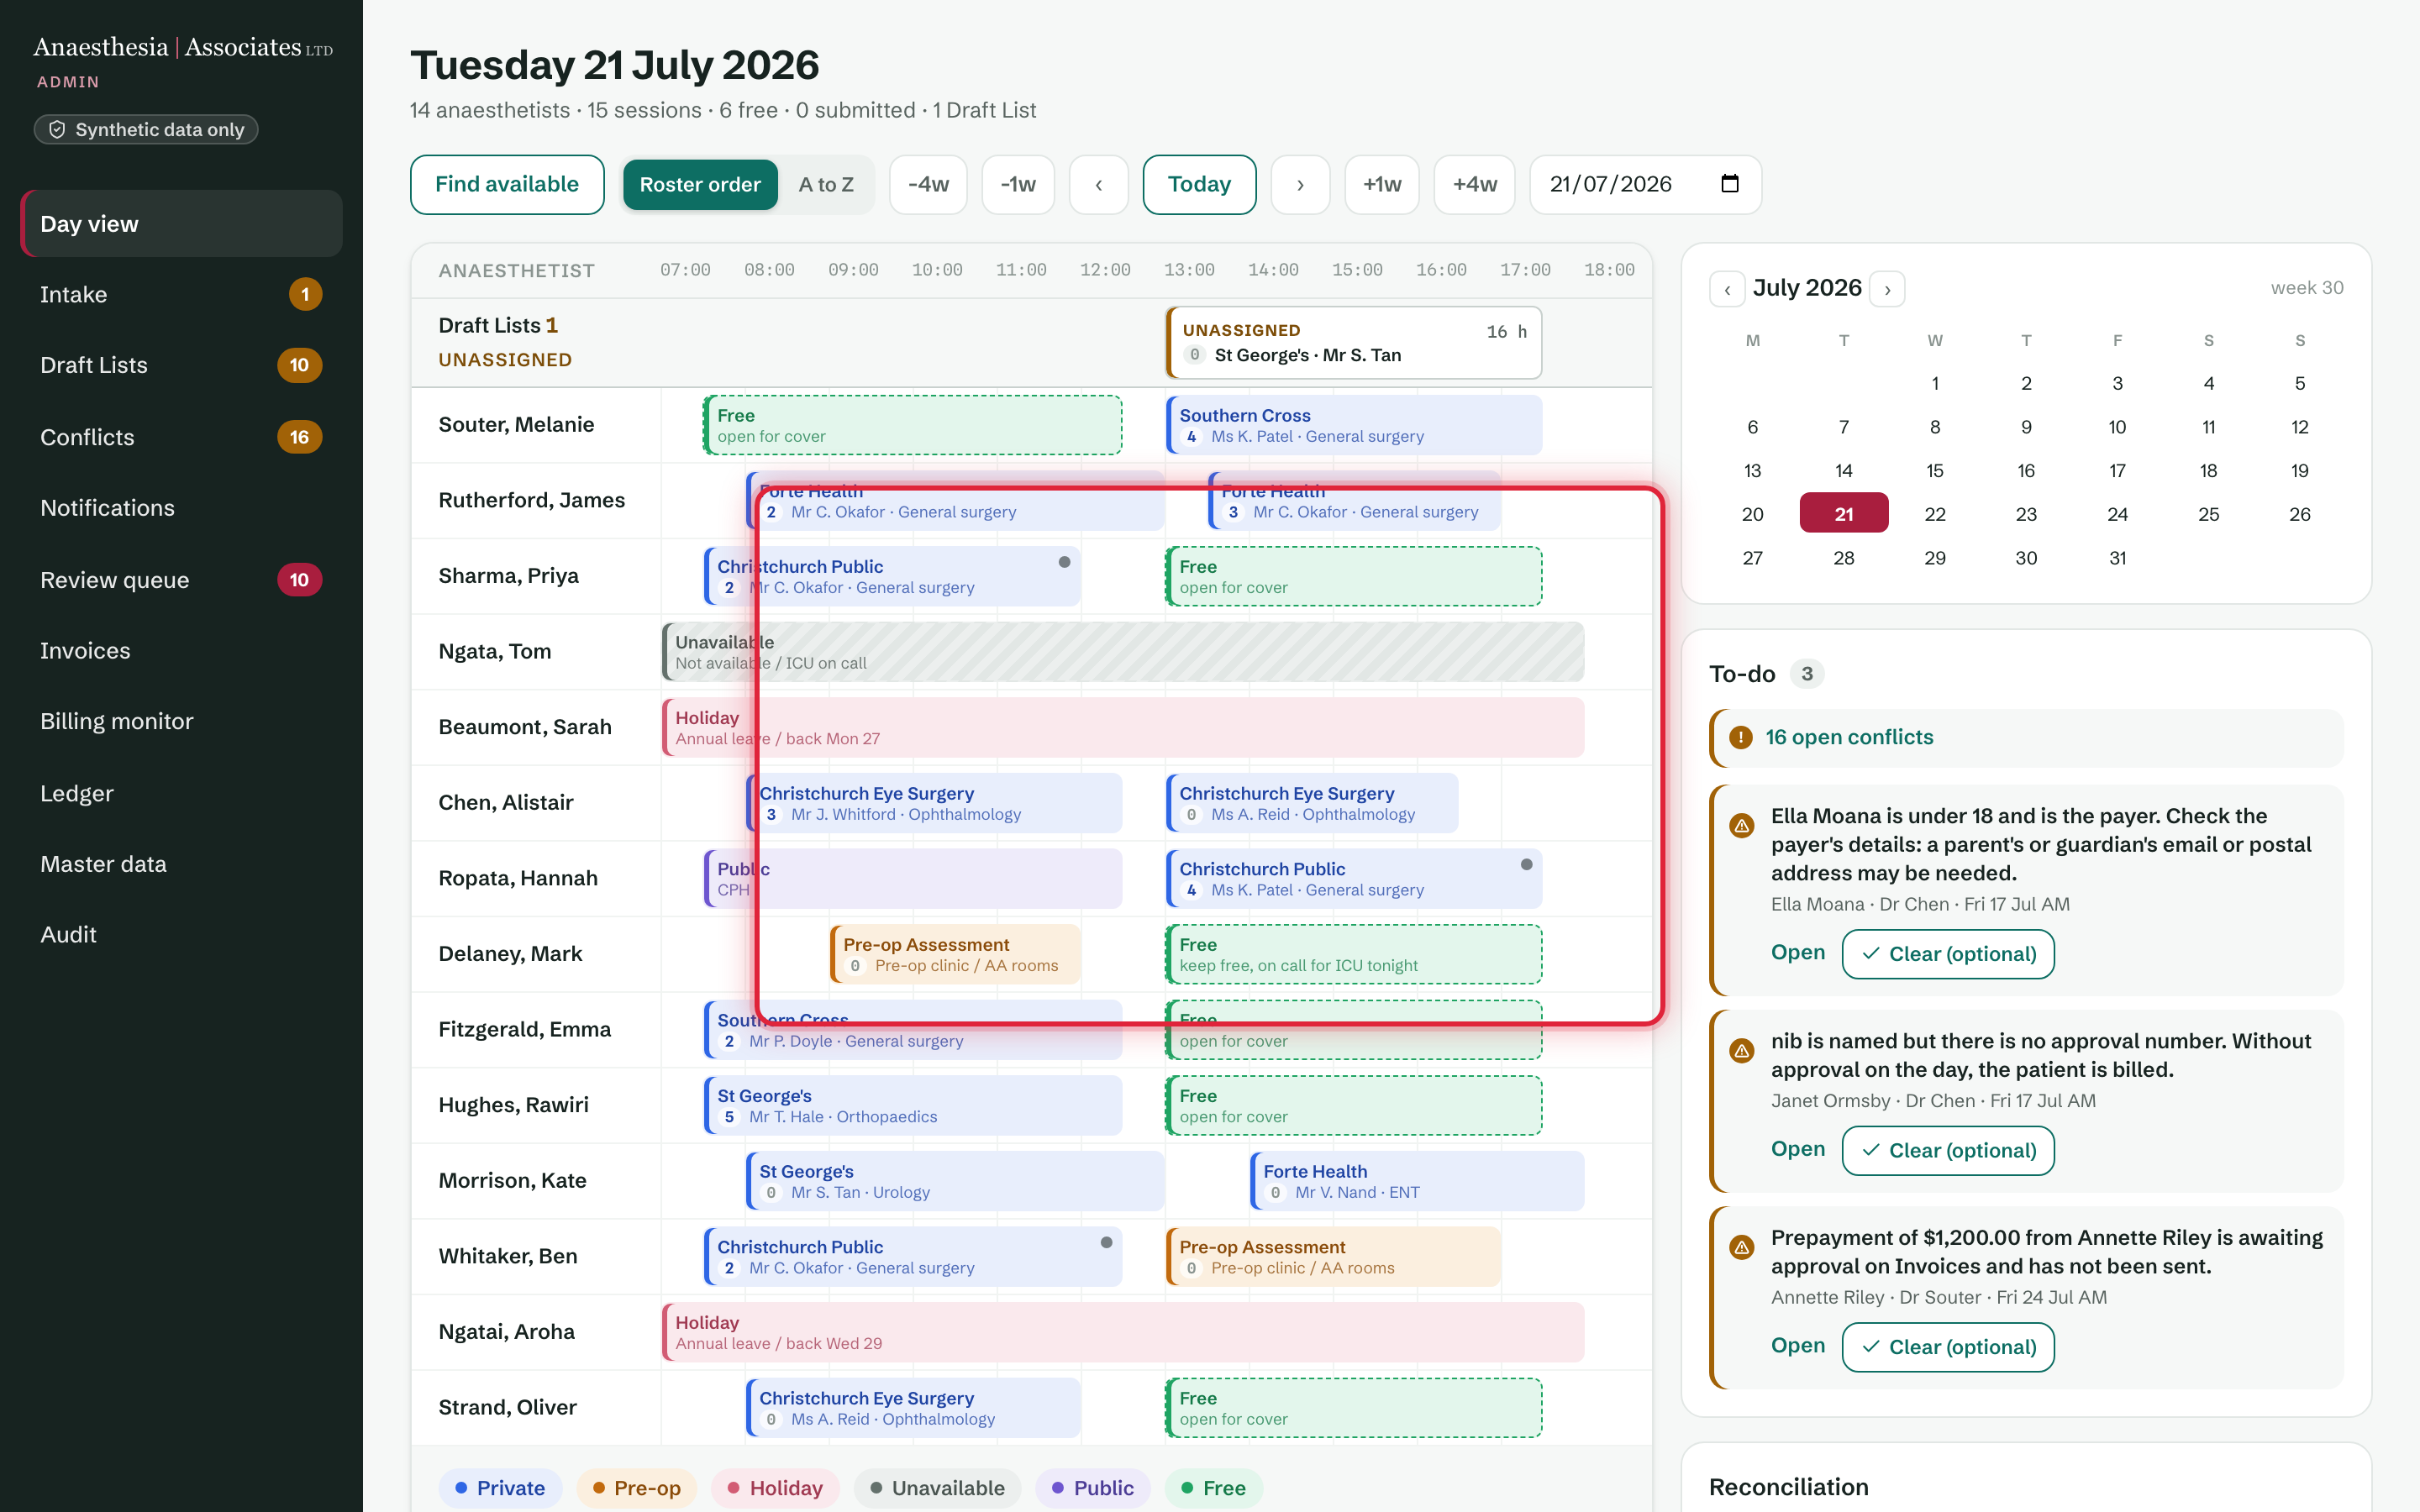 Anaesthesia | Associates LTD
ADMIN
Synthetic data only
Day view
Intake 1
Draft Lists 10
Conflicts 16
Notifications
Review queue 10
Invoices
Billing monitor
Ledger
Master data
Audit
Tuesday 21 July 2026
14 anaesthetists · 15 sessions · 6 free · 0 submitted · 1 Draft List
Find available Roster order A to Z -4w -1w ‹ Today › +1w +4w 21/07/2026
ANAESTHETIST 07:00 08:00 09:00 10:00 11:00 12:00 13:00 14:00 15:00 16:00 17:00 18:00
Draft Lists 1
UNASSIGNED
UNASSIGNED 16 h
0 St George's · Mr S. Tan
Souter, Melanie
Free
open for cover
Southern Cross
4 Ms K. Patel · General surgery
Rutherford, James
Forte Health
2 Mr C. Okafor · General surgery
Forte Health
3 Mr C. Okafor · General surgery
Sharma, Priya
Christchurch Public
2 Mr C. Okafor · General surgery
Free
open for cover
Ngata, Tom
Unavailable
Not available / ICU on call
Beaumont, Sarah
Holiday
Annual leave / back Mon 27
Chen, Alistair
Christchurch Eye Surgery
3 Mr J. Whitford · Ophthalmology
Christchurch Eye Surgery
0 Ms A. Reid · Ophthalmology
Ropata, Hannah
Public
CPH
Christchurch Public
4 Ms K. Patel · General surgery
Delaney, Mark
Pre-op Assessment
0 Pre-op clinic / AA rooms
Free
keep free, on call for ICU tonight
Fitzgerald, Emma
Southern Cross
2 Mr P. Doyle · General surgery
Free
open for cover
Hughes, Rawiri
St George's
5 Mr T. Hale · Orthopaedics
Free
open for cover
Morrison, Kate
St George's
0 Mr S. Tan · Urology
Forte Health
0 Mr V. Nand · ENT
Whitaker, Ben
Christchurch Public
2 Mr C. Okafor · General surgery
Pre-op Assessment
0 Pre-op clinic / AA rooms
Ngatai, Aroha
Holiday
Annual leave / back Wed 29
Strand, Oliver
Christchurch Eye Surgery
0 Ms A. Reid · Ophthalmology
Free
open for cover
Private Pre-op Holiday Unavailable Public Free
‹ July 2026 › week 30
M T W T F S S
1 2 3 4 5
6 7 8 9 10 11 12
13 14 15 16 17 18 19
20 21 22 23 24 25 26
27 28 29 30 31
To-do 3
16 open conflicts
Ella Moana is under 18 and is the payer. Check the
payer's details: a parent's or guardian's email or postal
address may be needed.
Ella Moana · Dr Chen · Fri 17 Jul AM
Open Clear (optional)
nib is named but there is no approval number. Without
approval on the day, the patient is billed.
Janet Ormsby · Dr Chen · Fri 17 Jul AM
Open Clear (optional)
Prepayment of $1,200.00 from Annette Riley is awaiting
approval on Invoices and has not been sent.
Annette Riley · Dr Souter · Fri 24 Jul AM
Open Clear (optional)
Reconciliation